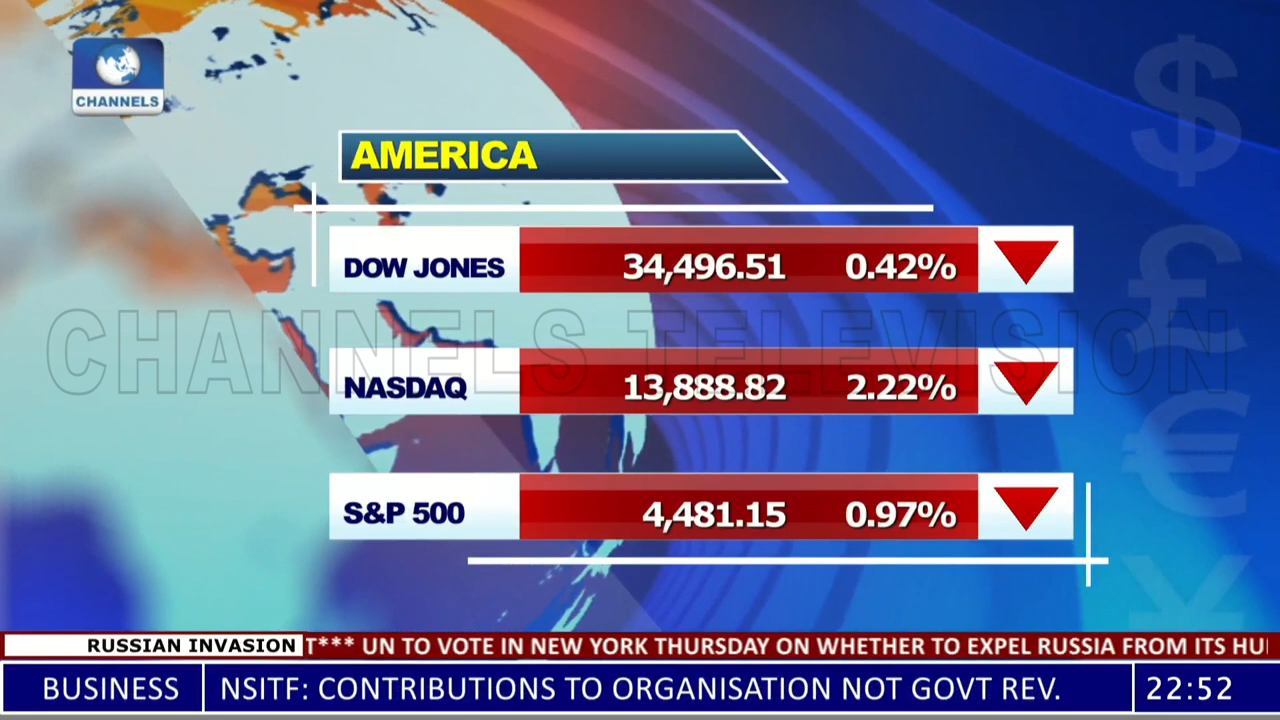 CHANNELS
AMERICA
DOW JONES 34,496.51 0.42%
CHANNELS TELEVISION
NASDAQ 13,888.82 2.22%
S&P 500 4,481.15 0.97%
RUSSIAN INVASION T*** UN TO VOTE IN NEW YORK THURSDAY ON WHETHER TO EXPEL RUSSIA FROM ITS HU
BUSINESS NSITF: CONTRIBUTIONS TO ORGANISATION NOT GOVT REV. 22:52